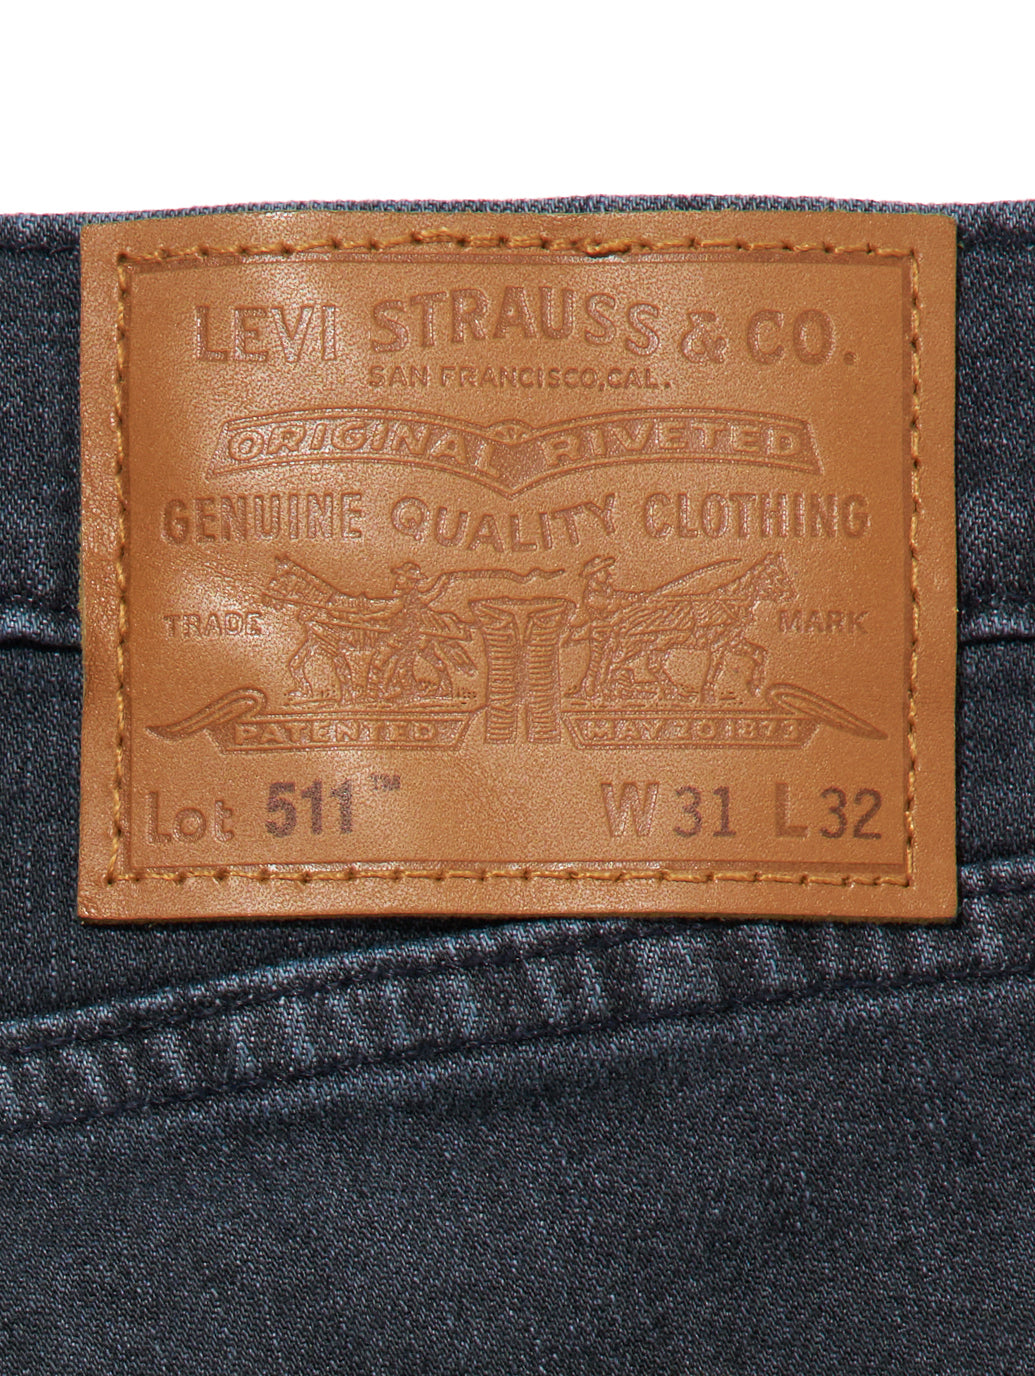 LEVI STRAUSS & CO.
SAN FRANCISCO, CAL.
ORIGINAL RIVETED
GENUINE QUALITY CLOTHING
TRADE MARK
PATENTED MAY 20 1873
Lot 511™ W 31 L 32